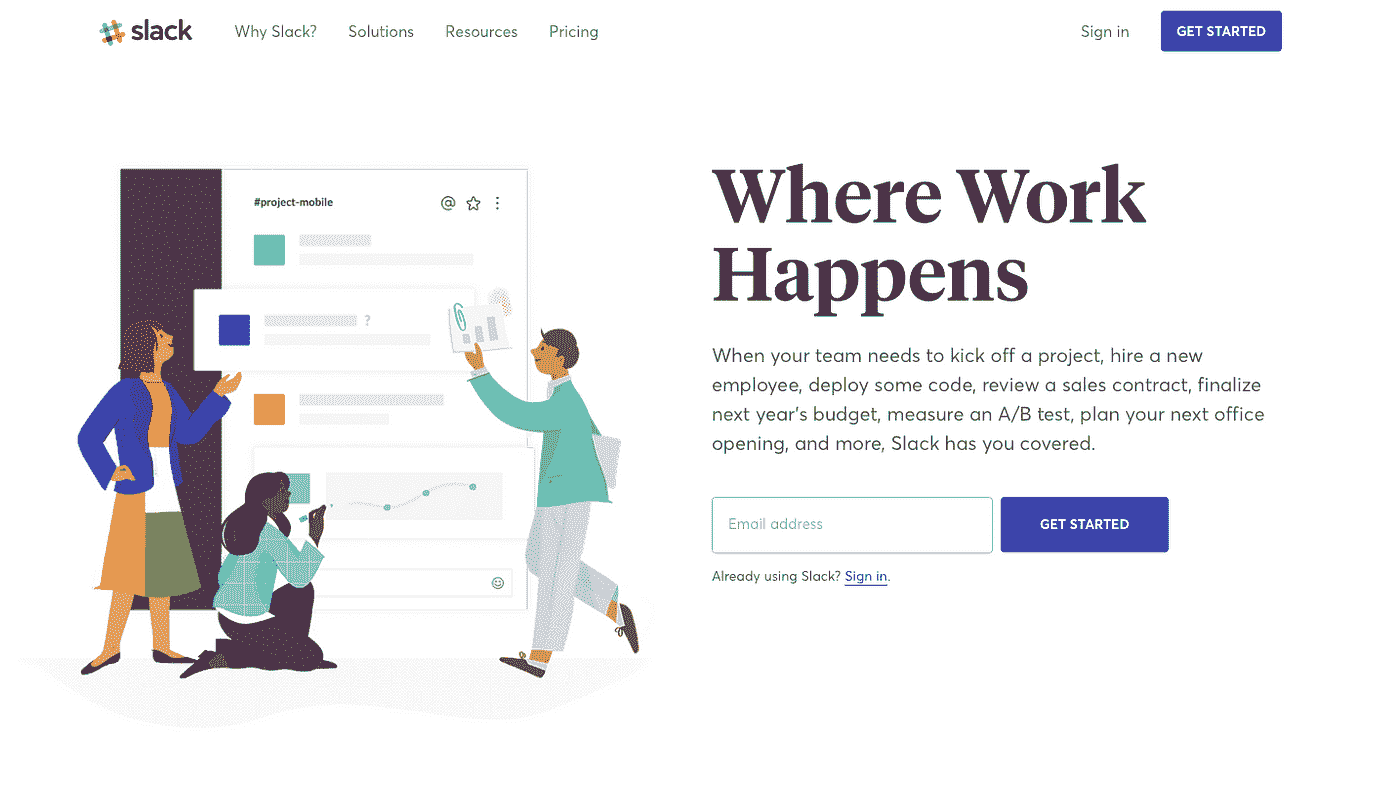 slack
Why Slack?
Solutions
Resources
Pricing
Sign in
GET STARTED
#project-mobile
?
Where Work
Happens
When your team needs to kick off a project, hire a new
employee, deploy some code, review a sales contract, finalize
next year’s budget, measure an A/B test, plan your next office
opening, and more, Slack has you covered.
Email address
GET STARTED
Already using Slack? Sign in.